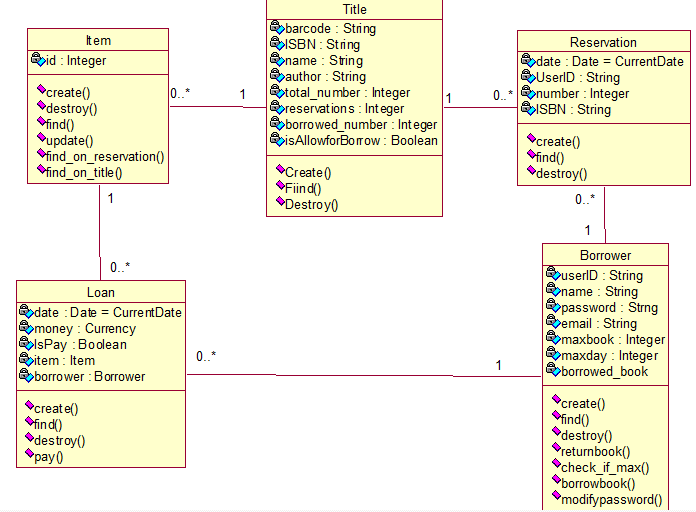 Item
id : Integer
create()
destroy()
find()
update()
find_on_reservation()
find_on_title()
0..*
1
Title
barcode : String
ISBN : String
name : String
author : String
total_number : Integer
reservations : Integer
borrowed_number : Integer
isAllowforBorrow : Boolean
Create()
Fiind()
Destroy()
1
0..*
Reservation
date : Date = CurrentDate
UserID : String
number : Integer
ISBN : String
create()
find()
destroy()
1
0..*
0..*
1
Loan
date : Date = CurrentDate
money : Currency
IsPay : Boolean
item : Item
borrower : Borrower
create()
find()
destroy()
pay()
0..*
1
Borrower
userID : String
name : String
password : Strng
email : String
maxbook : Integer
maxday : Integer
borrowed_book
create()
find()
destroy()
returnbook()
check_if_max()
borrowbook()
modifypassword()